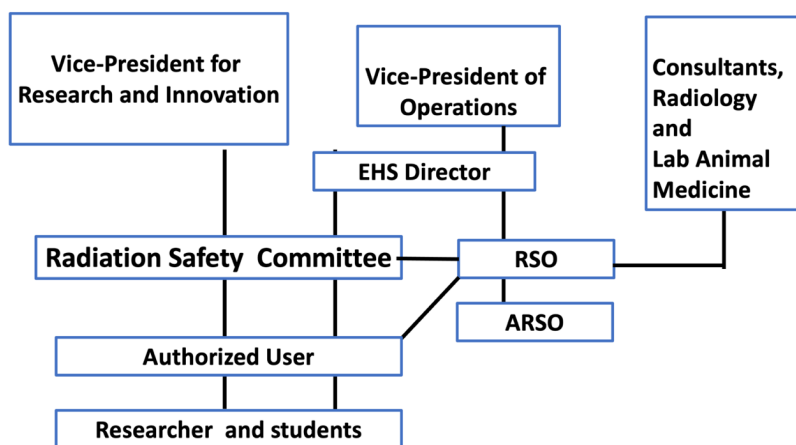 Vice-President for
Research and Innovation
Vice-President of
Operations
Consultants,
Radiology
and
Lab Animal
Medicine
EHS Director
Radiation Safety  Committee
RSO
ARSO
Authorized User
Researcher  and students